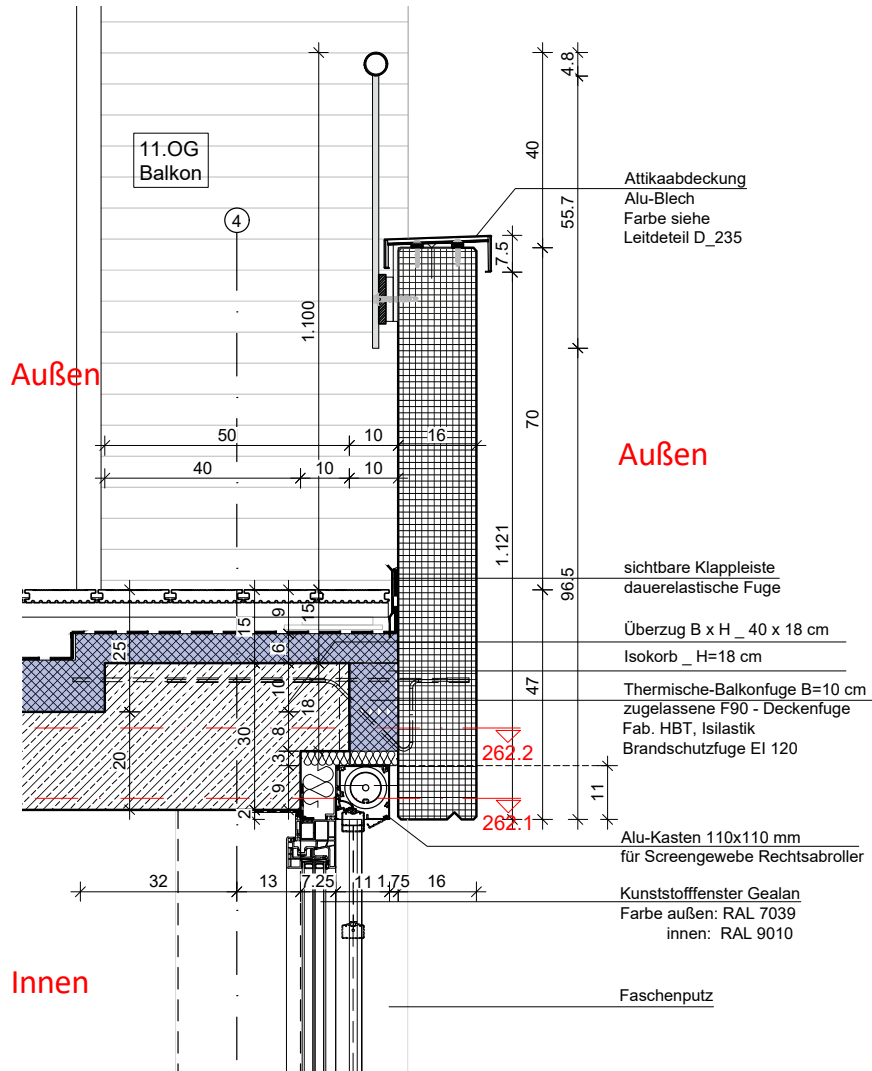 11.OG
Balkon
4
4.8
40
55.7
Attikaabdeckung
Alu-Blech
Farbe siehe
Leitdeteil D_235
7.5
1.100
Außen
70
50
10
16
Außen
40
10
10
1.121
sichtbare Klappleiste
dauerelastische Fuge
96.5
9
15
15
Überzug B x H _ 40 x 18 cm
25
6
Isokorb _ H=18 cm
10
18
47
Thermische-Balkonfuge B=10 cm
zugelassene F90 - Deckenfuge
Fab. HBT, Isilastik
Brandschutzfuge EI 120
30
8
262.2
20
3
9
11
262.1
2
Alu-Kasten 110x110 mm
für Screengewebe Rechtsabroller
32
13
7.25
11
1.75
16
Kunststofffenster Gealan
Farbe außen: RAL 7039
innen: RAL 9010
Innen
Faschenputz